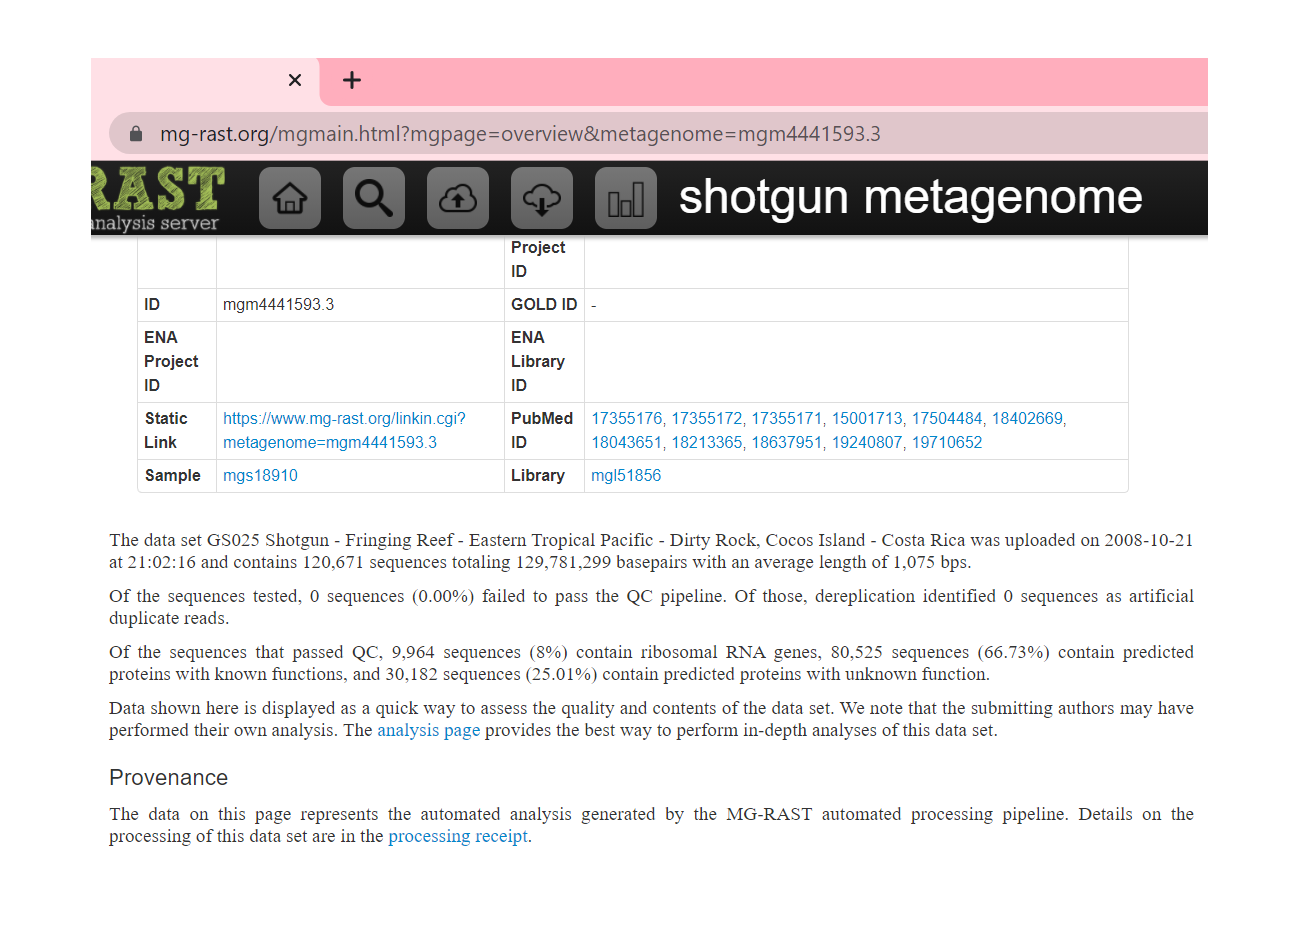 mg-rast.org/mgmain.html?mgpage=overview&metagenome=mgm4441593.3
RAST
analysis server
shotgun metagenome
Project
ID
ID mgm4441593.3 GOLD ID -
ENA
Project
ID
ENA
Library
ID
Static
Link
https://www.mg-rast.org/linkin.cgi?
metagenome=mgm4441593.3
PubMed
ID
17355176, 17355172, 17355171, 15001713, 17504484, 18402669,
18043651, 18213365, 18637951, 19240807, 19710652
Sample mgs18910 Library mgl51856
The data set GS025 Shotgun - Fringing Reef - Eastern Tropical Pacific - Dirty Rock, Cocos Island - Costa Rica was uploaded on 2008-10-21
at 21:02:16 and contains 120,671 sequences totaling 129,781,299 basepairs with an average length of 1,075 bps.
Of the sequences tested, 0 sequences (0.00%) failed to pass the QC pipeline. Of those, dereplication identified 0 sequences as artificial
duplicate reads.
Of the sequences that passed QC, 9,964 sequences (8%) contain ribosomal RNA genes, 80,525 sequences (66.73%) contain predicted
proteins with known functions, and 30,182 sequences (25.01%) contain predicted proteins with unknown function.
Data shown here is displayed as a quick way to assess the quality and contents of the data set. We note that the submitting authors may have
performed their own analysis. The analysis page provides the best way to perform in-depth analyses of this data set.
Provenance
The data on this page represents the automated analysis generated by the MG-RAST automated processing pipeline. Details on the
processing of this data set are in the processing receipt.